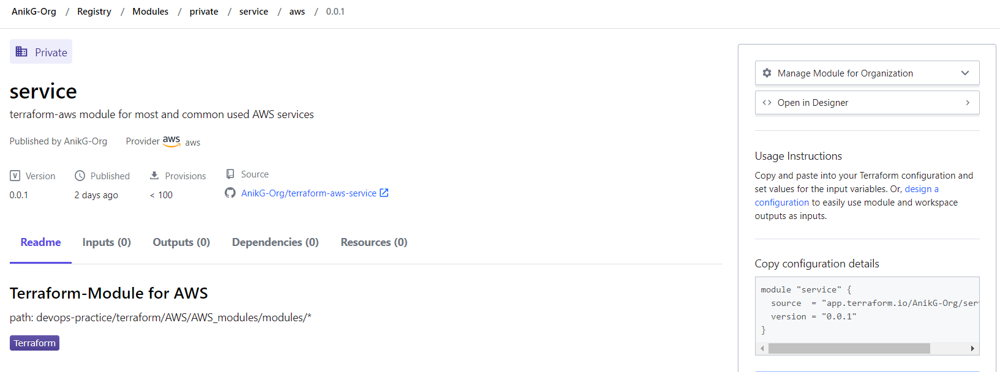 AnikG-Org / Registry / Modules / private / service / aws / 0.0.1
Private
service
terraform-aws module for most and common used AWS services
Published by AnikG-Org Provider aws aws
Version Published Provisions Source
0.0.1 2 days ago < 100 AnikG-Org/terraform-aws-service
Readme Inputs (0) Outputs (0) Dependencies (0) Resources (0)
Terraform-Module for AWS
path: devops-practice/terraform/AWS/AWS_modules/modules/*
Terraform
Manage Module for Organization
<> Open in Designer
Usage Instructions
Copy and paste into your Terraform configuration and
set values for the input variables. Or, design a
configuration to easily use module and workspace
outputs as inputs.
Copy configuration details
module "service" {
source = "app.terraform.io/AnikG-Org/ser
version = "0.0.1"
}